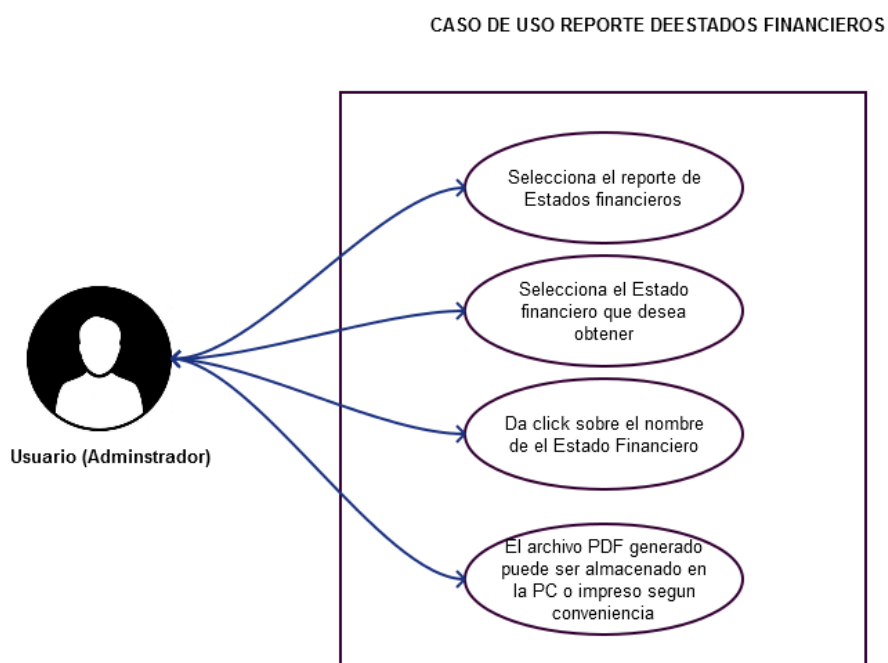 CASO DE USO REPORTE DEESTADOS FINANCIEROS
Selecciona el reporte de
Estados financieros
Selecciona el Estado
financiero que desea
obtener
Da click sobre el nombre
de el Estado Financiero
Usuario (Adminstrador)
El archivo PDF generado
puede ser almacenado en
la PC o impreso segun
conveniencia